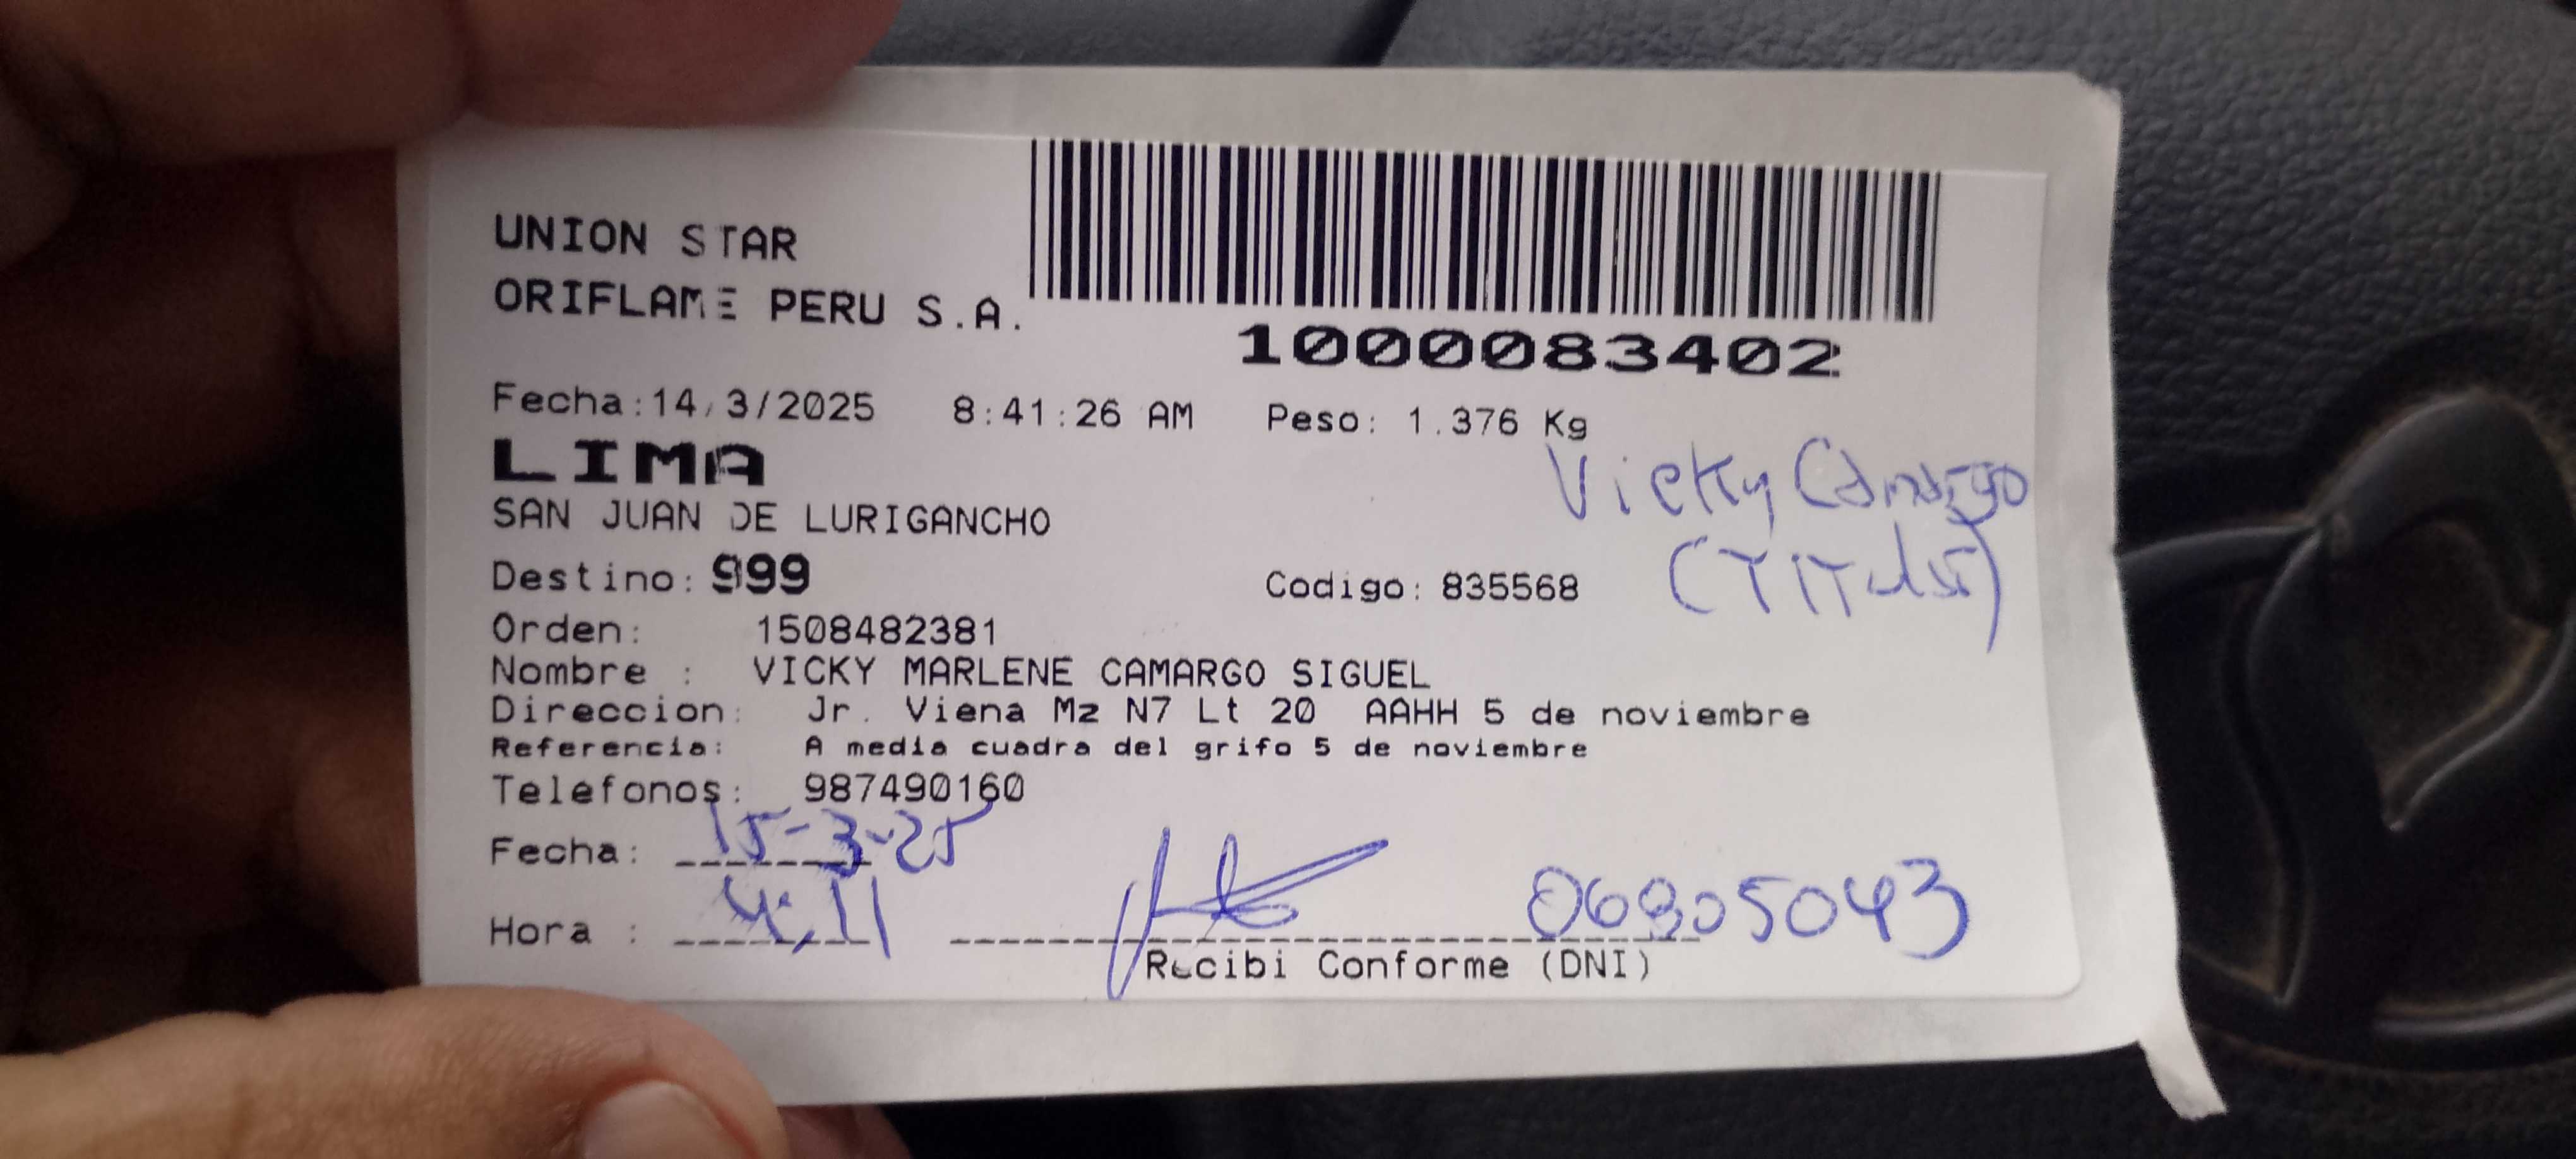 UNION STAR
ORIFLAME PERU S.A.
1000083402
Fecha:14/3/2025 8:41:26 AM Peso: 1.376 Kg
LIMA
Vicky Camargo
SAN JUAN DE LURIGANCHO
(TITular)
Destino: 999 Codigo: 835568
Orden: 1508482381
Nombre : VICKY MARLENE CAMARGO SIGUEL
Direccion: Jr. Viena Mz N7 Lt 20 AAHH 5 de noviembre
Referencia: A media cuadra del grifo 5 de noviembre
Telefonos: 987490160
Fecha: 15-3-25
Hora : 4:11 06805043
Recibi Conforme (DNI)